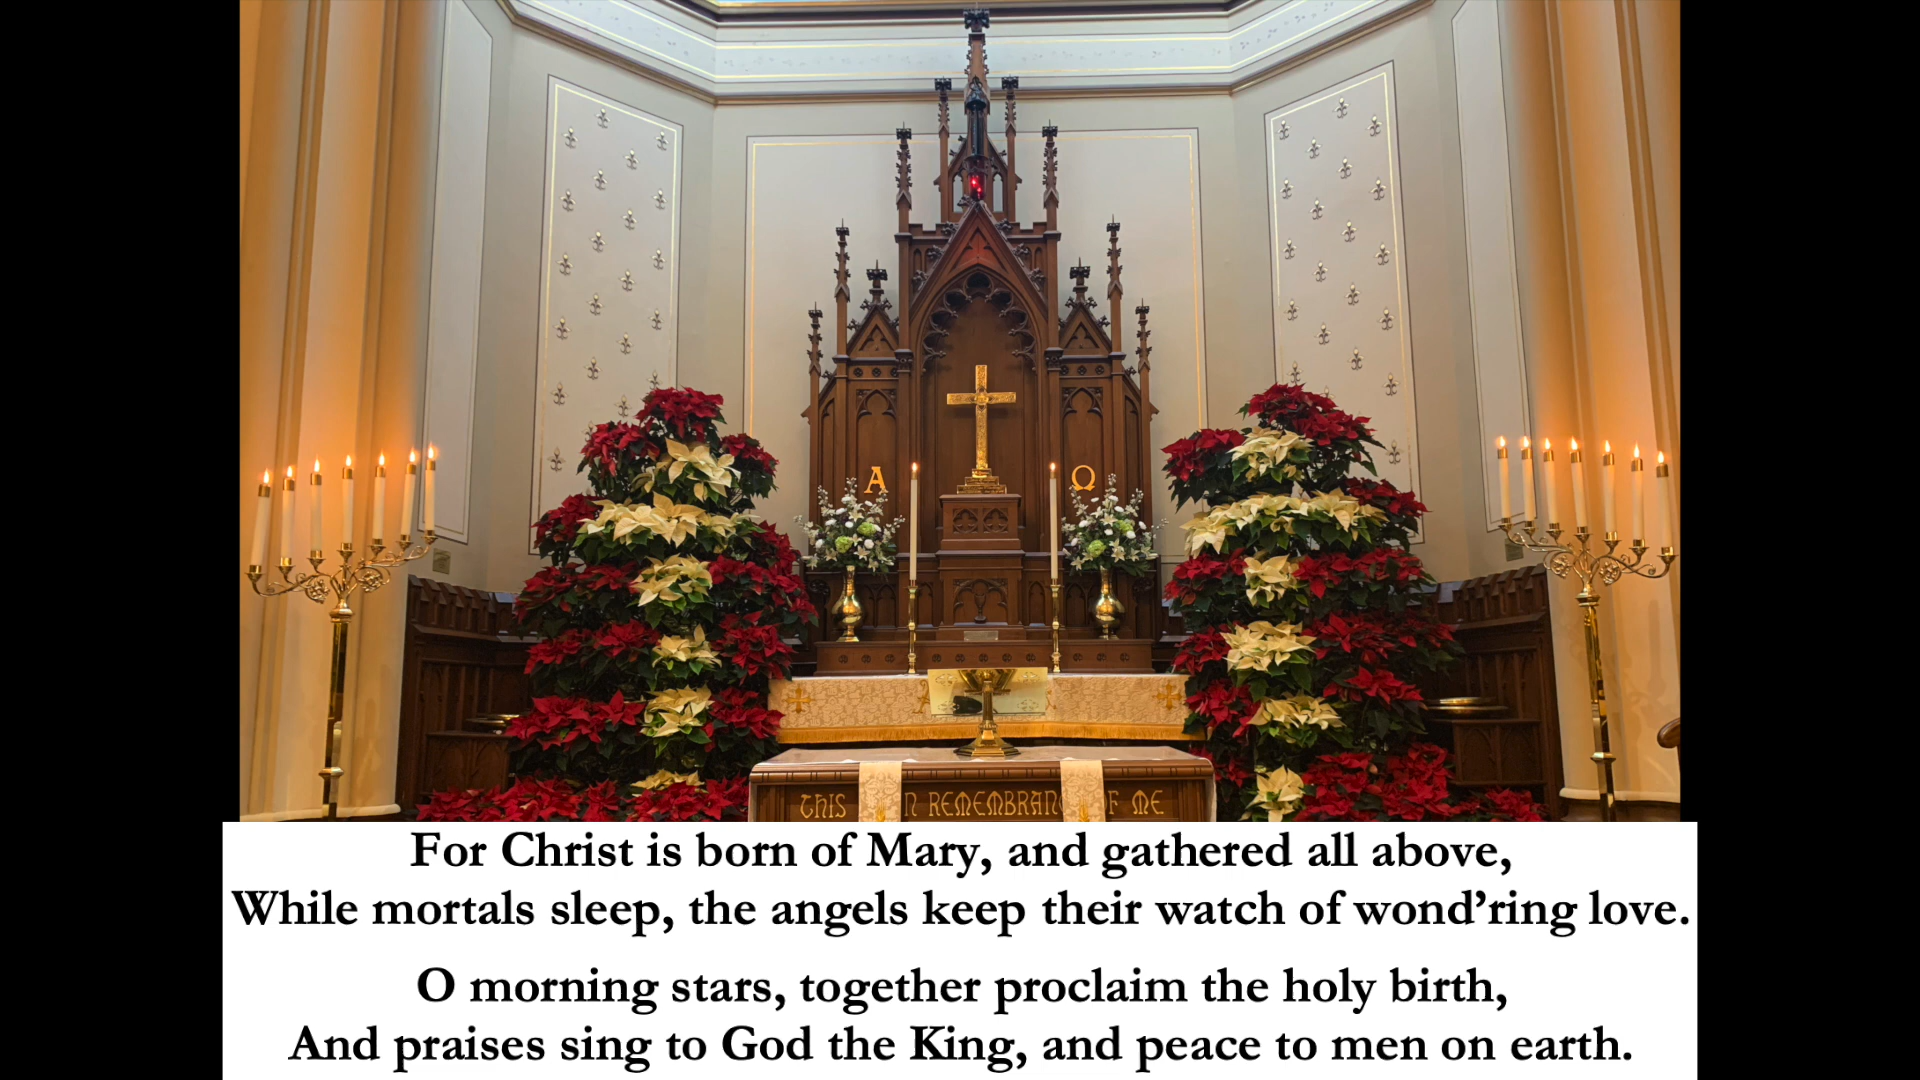 Α Ω
THIS N REMEMBRAN OF ME
For Christ is born of Mary, and gathered all above,
While mortals sleep, the angels keep their watch of wond’ring love.
O morning stars, together proclaim the holy birth,
And praises sing to God the King, and peace to men on earth.